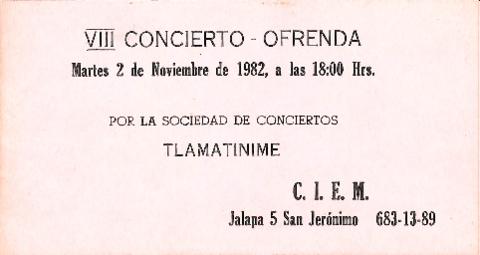 VIII CONCIERTO - OFRENDA
Martes 2 de Noviembre de 1982, a las 18:00 Hrs.
POR LA SOCIEDAD DE CONCIERTOS
TLAMATINIME
C. I. E. M.
Jalapa 5 San Jerónimo 683-13-89